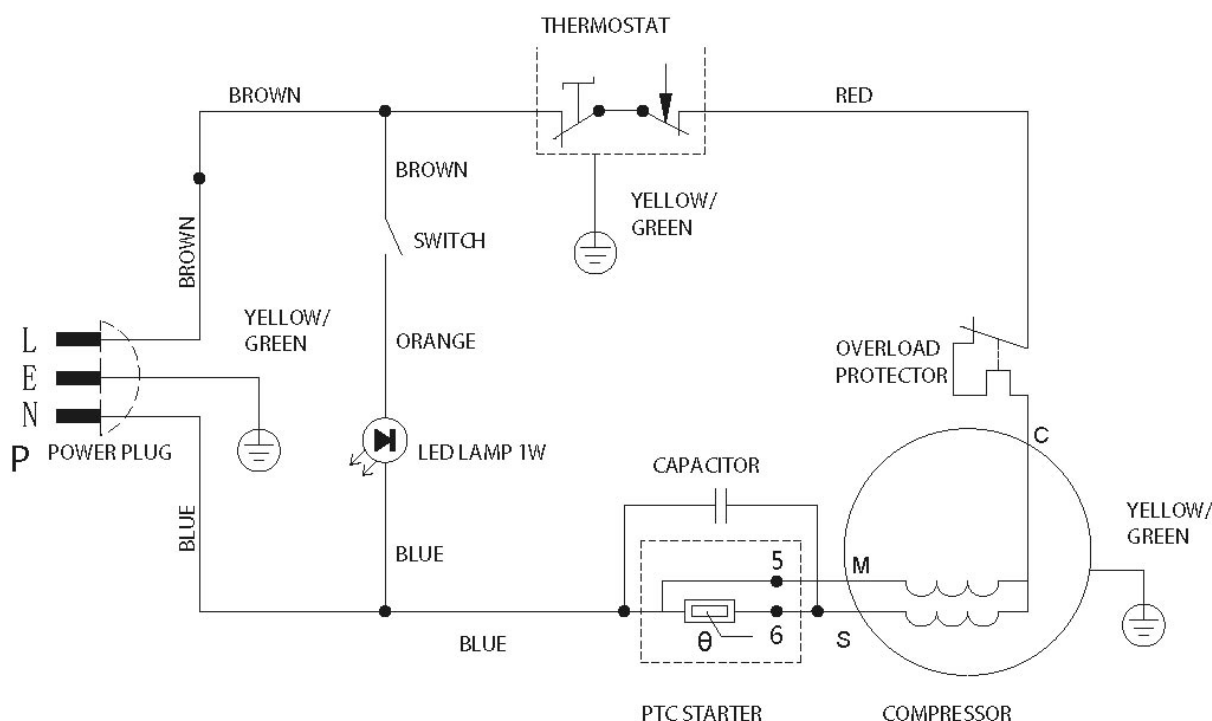 THERMOSTAT
BROWN
RED
BROWN
YELLOW/
GREEN
BROWN
SWITCH
YELLOW/
GREEN
ORANGE
L
E
N
P
POWER PLUG
OVERLOAD
PROTECTOR
LED LAMP 1W
C
CAPACITOR
YELLOW/
GREEN
BLUE
BLUE
5
M
BLUE
θ
6
S
PTC STARTER
COMPRESSOR